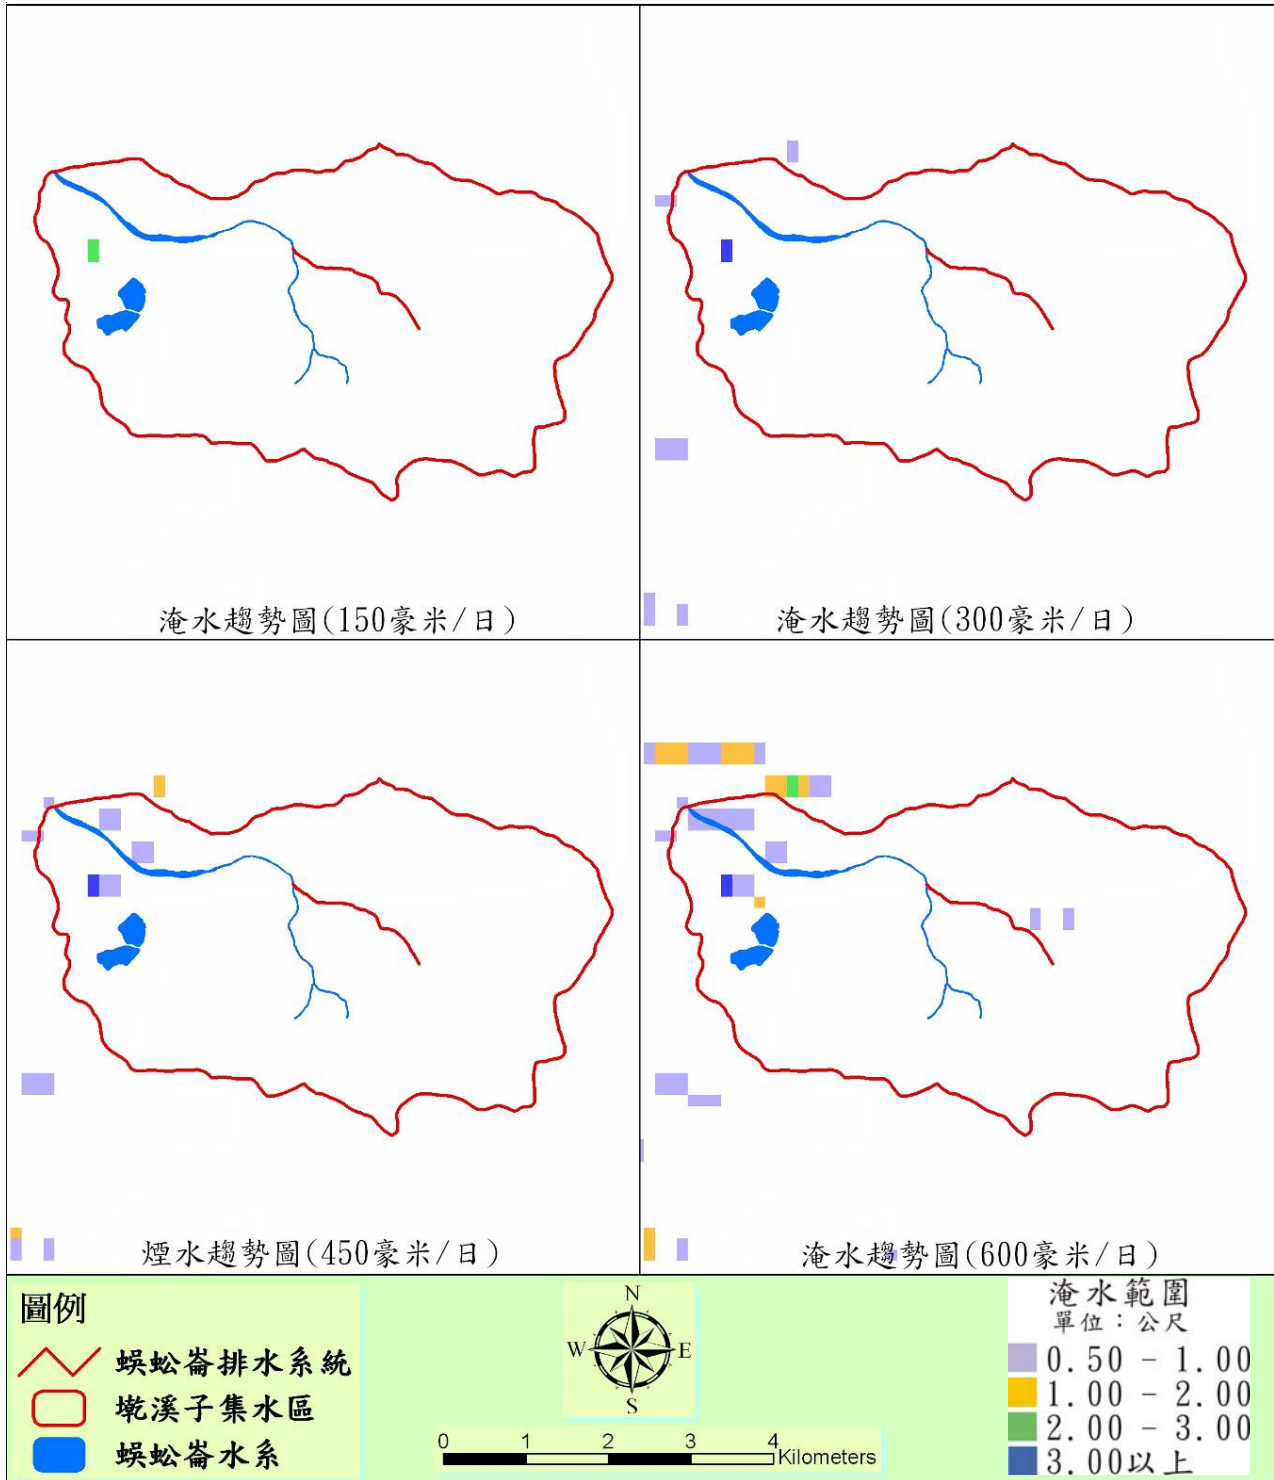 淹水趨勢圖(150豪米/日)
淹水趨勢圖(300豪米/日)
煙水趨勢圖(450豪米/日)
淹水趨勢圖(600豪米/日)
圖例
蜈蚣崙排水系統
墘溪子集水區
蜈蚣崙水系
N
W
E
S
0 1 2 3 4
Kilometers
淹水範圍
單位：公尺
0.50 - 1.00
1.00 - 2.00
2.00 - 3.00
3.00以上